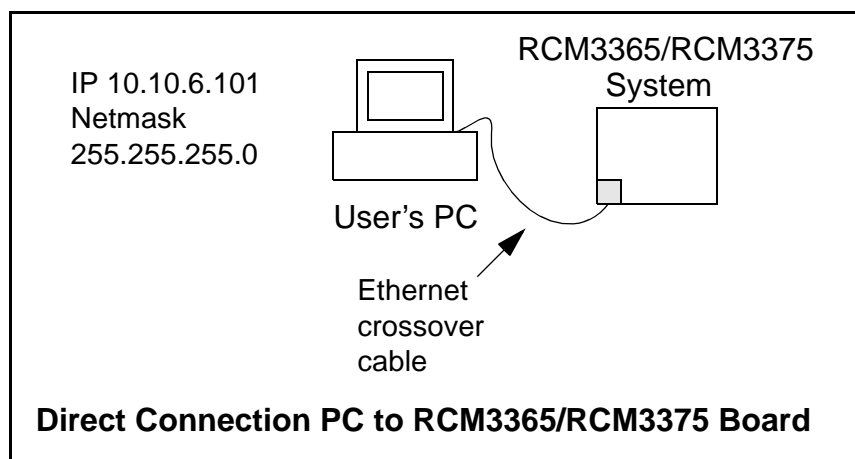 IP 10.10.6.101
Netmask
255.255.255.0
RCM3365/RCM3375
System
User's PC
Ethernet
crossover
cable
Direct Connection PC to RCM3365/RCM3375 Board